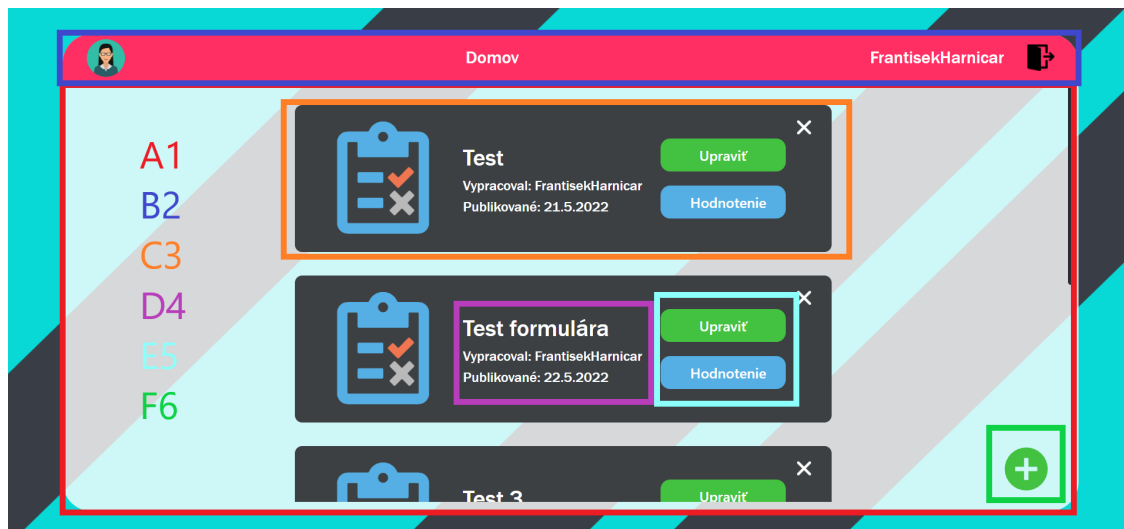 Domov
FrantisekHarnicar
A1
B2
C3
D4
E5
F6
Test
Vypracoval: FrantisekHarnicar
Publikované: 21.5.2022
Upraviť
Hodnotenie
Test formulára
Vypracoval: FrantisekHarnicar
Publikované: 22.5.2022
Upraviť
Hodnotenie
Test 3
Upraviť